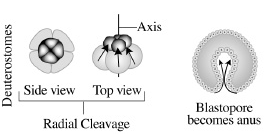 Deuterostomes
Axis
Side view
Top view
Radial Cleavage
Blastopore
becomes anus